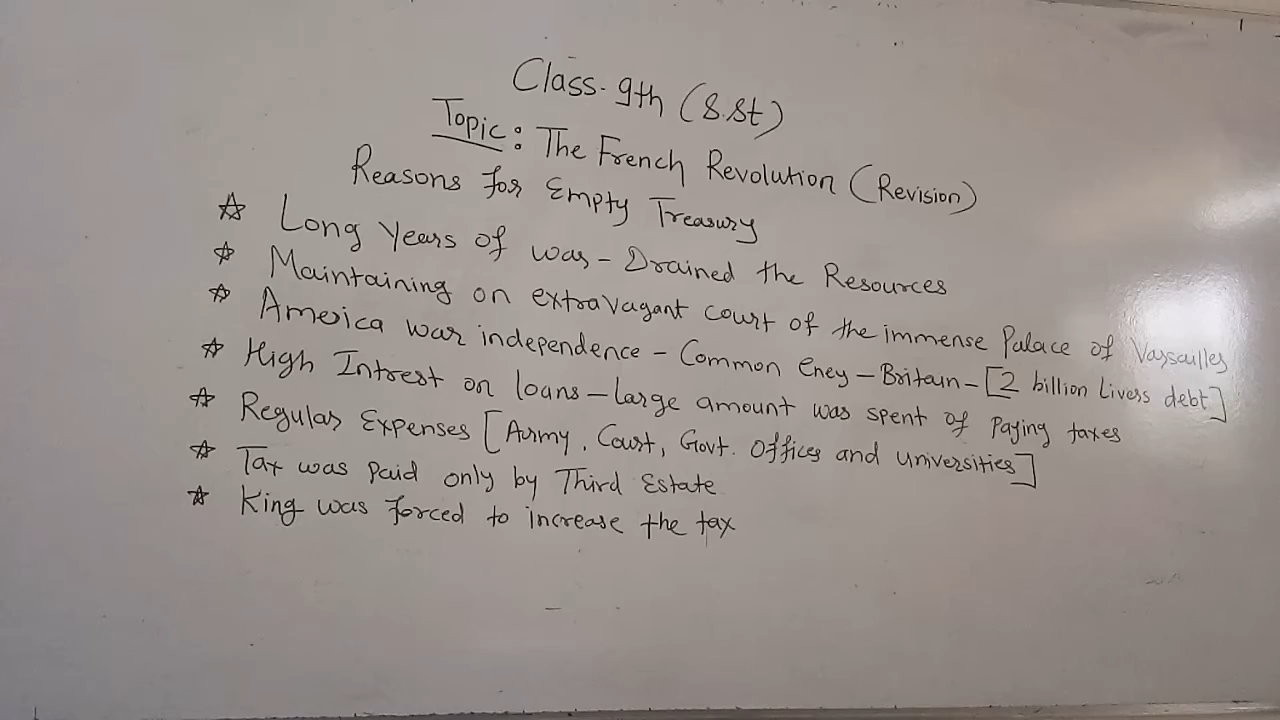 Class-9th (S.St)
Topic: The French Revolution (Revision)
Reasons for Empty Treasury
☆ Long Years of was - Drained the Resources
☆ Maintaining on extravagant court of the immense Palace of Varsailles
☆ America war independence - Common Eney - Britain - [2 billion Livers debt]
☆ High Intrest on loans - Large amount was spent of Paying taxes
☆ Regular Expenses [Army, Court, Govt. Offices and universities]
☆ Tax was paid only by Third Estate
☆ King was forced to increase the tax